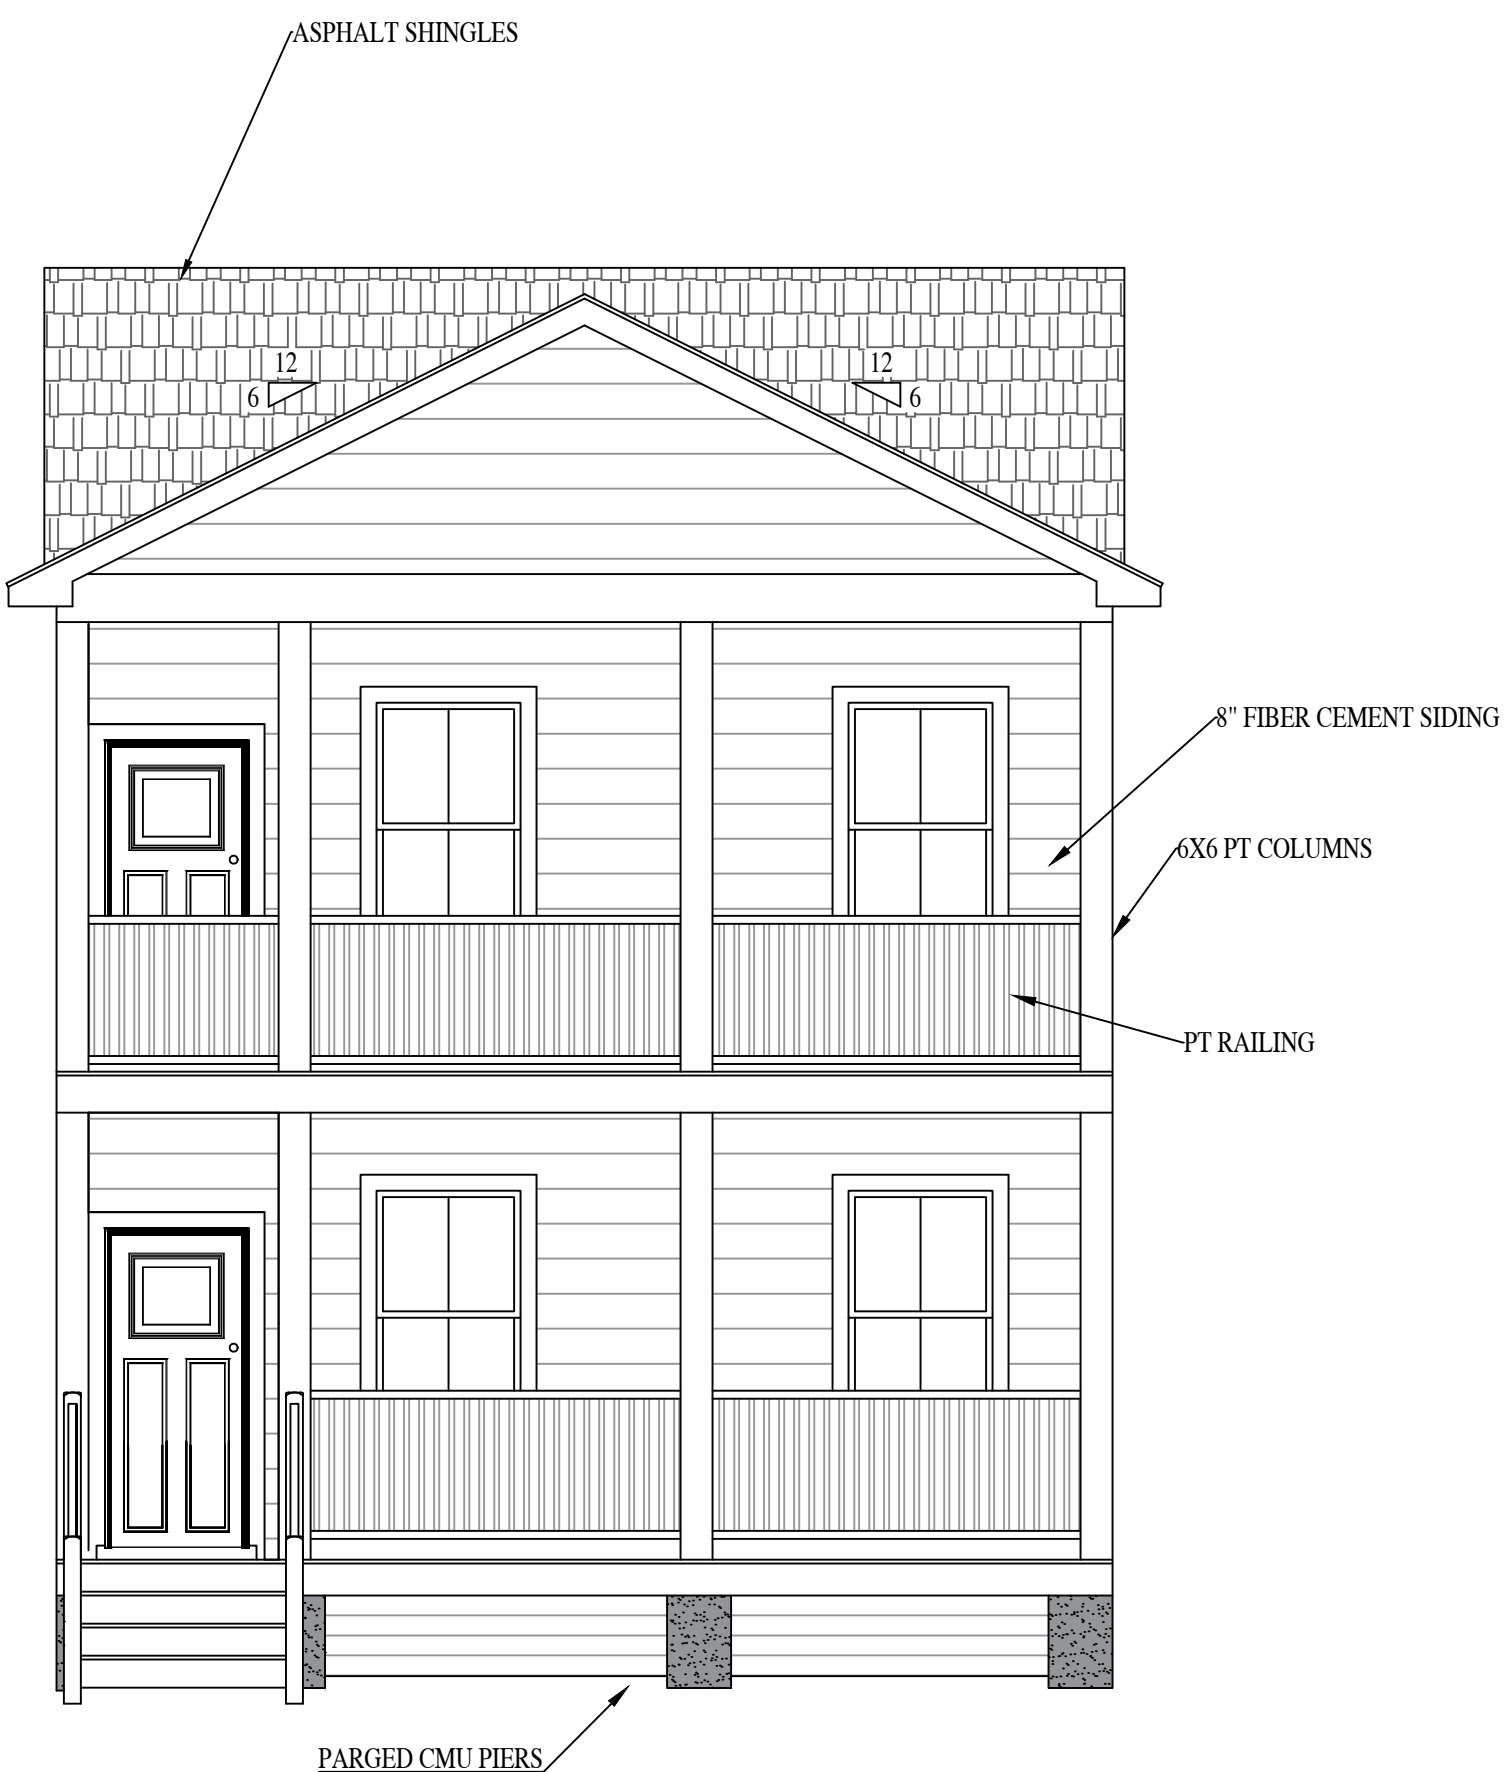 ASPHALT SHINGLES
12
12
6
6
8" FIBER CEMENT SIDING
6X6 PT COLUMNS
PT RAILING
PARGED CMU PIERS